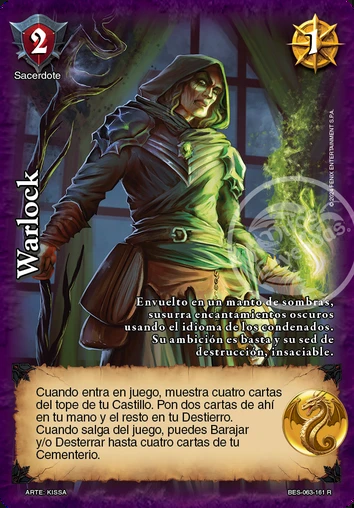 2
1
Sacerdote
Warlock
© 2023 FENIX ENTERTAINMENT S.P.A.
Envuelto en un manto de sombras,
susurra encantamientos oscuros
usando el idioma de los condenados.
Su ambición es basta y su sed de
destrucción, insaciable.
Cuando entra en juego, muestra cuatro cartas
del tope de tu Castillo. Pon dos cartas de ahí
en tu mano y el resto en tu Destierro.
Cuando salga del juego, puedes Barajar
y/o Desterrar hasta cuatro cartas de tu
Cementerio.
ARTE: KISSA
BES-063-161 R